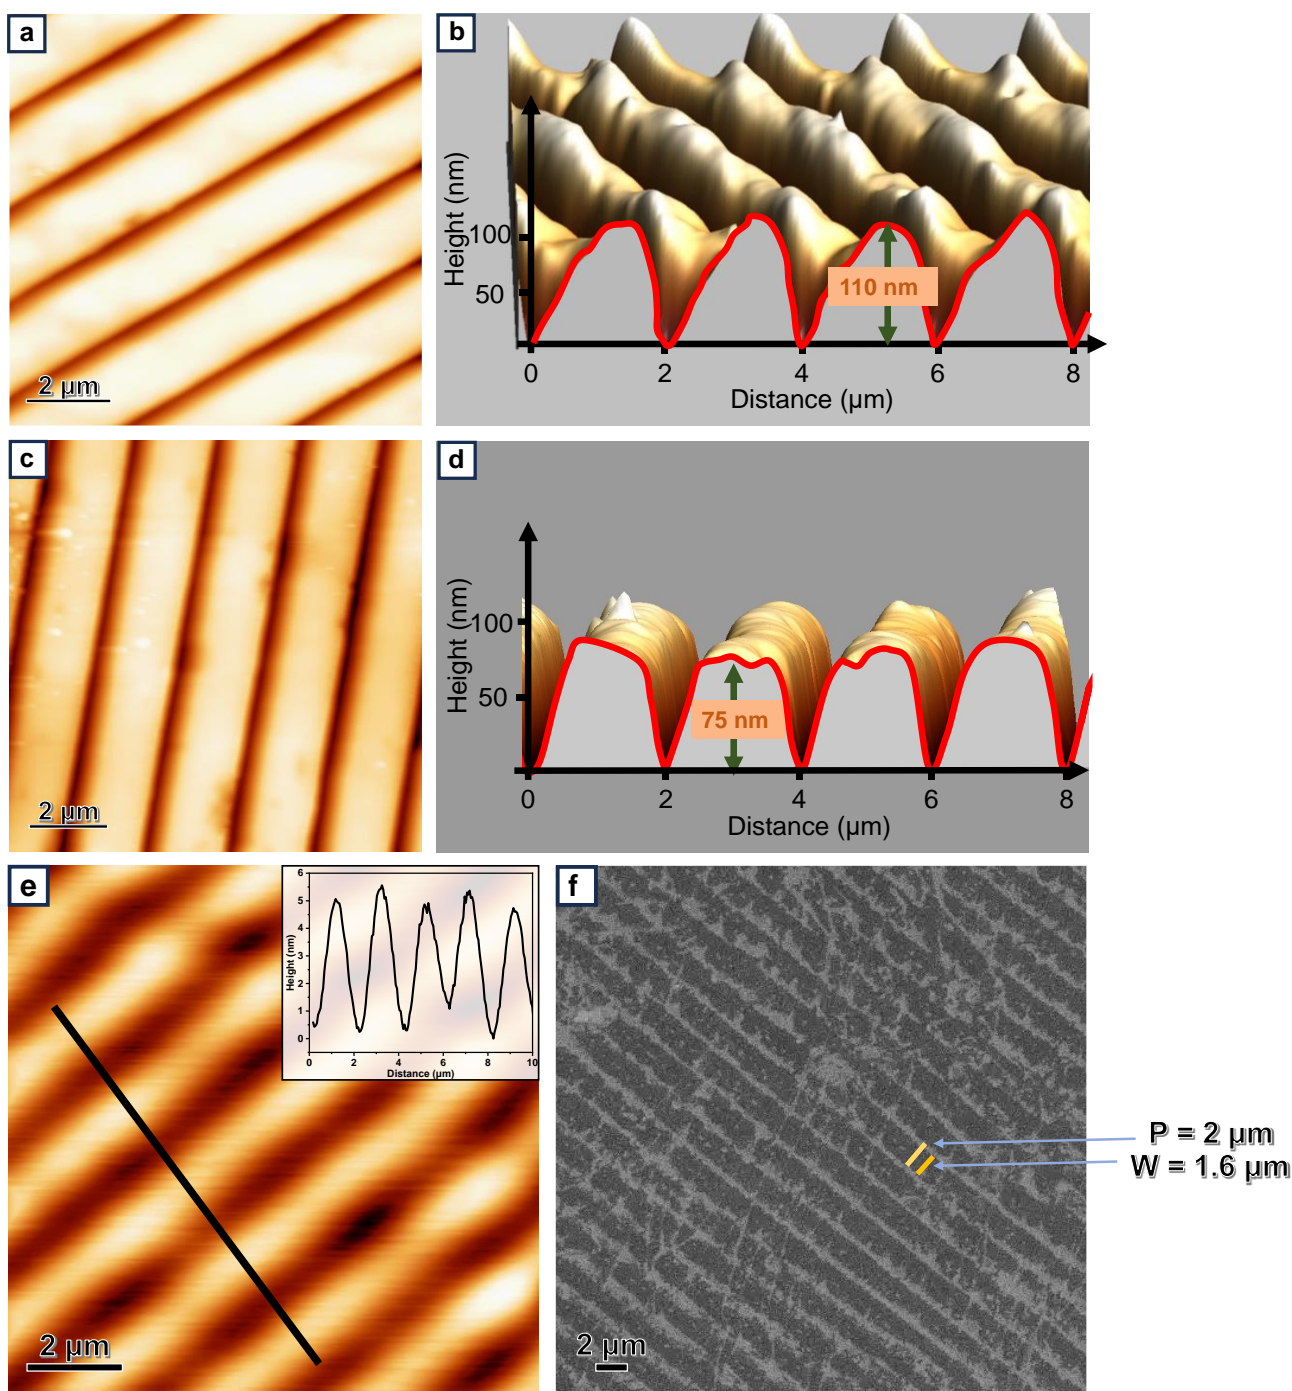 a
2 µm
b
Height (nm)
100
50
110 nm
0 2 4 6 8
Distance (µm)
c
2 µm
d
Height (nm)
100
50
75 nm
0 2 4 6 8
Distance (µm)
e
6
5
4
3
2
1
0
Height (nm)
0 2 4 6 8 10
Distance (µm)
2 µm
f
P = 2 µm
W = 1.6 µm
2 µm